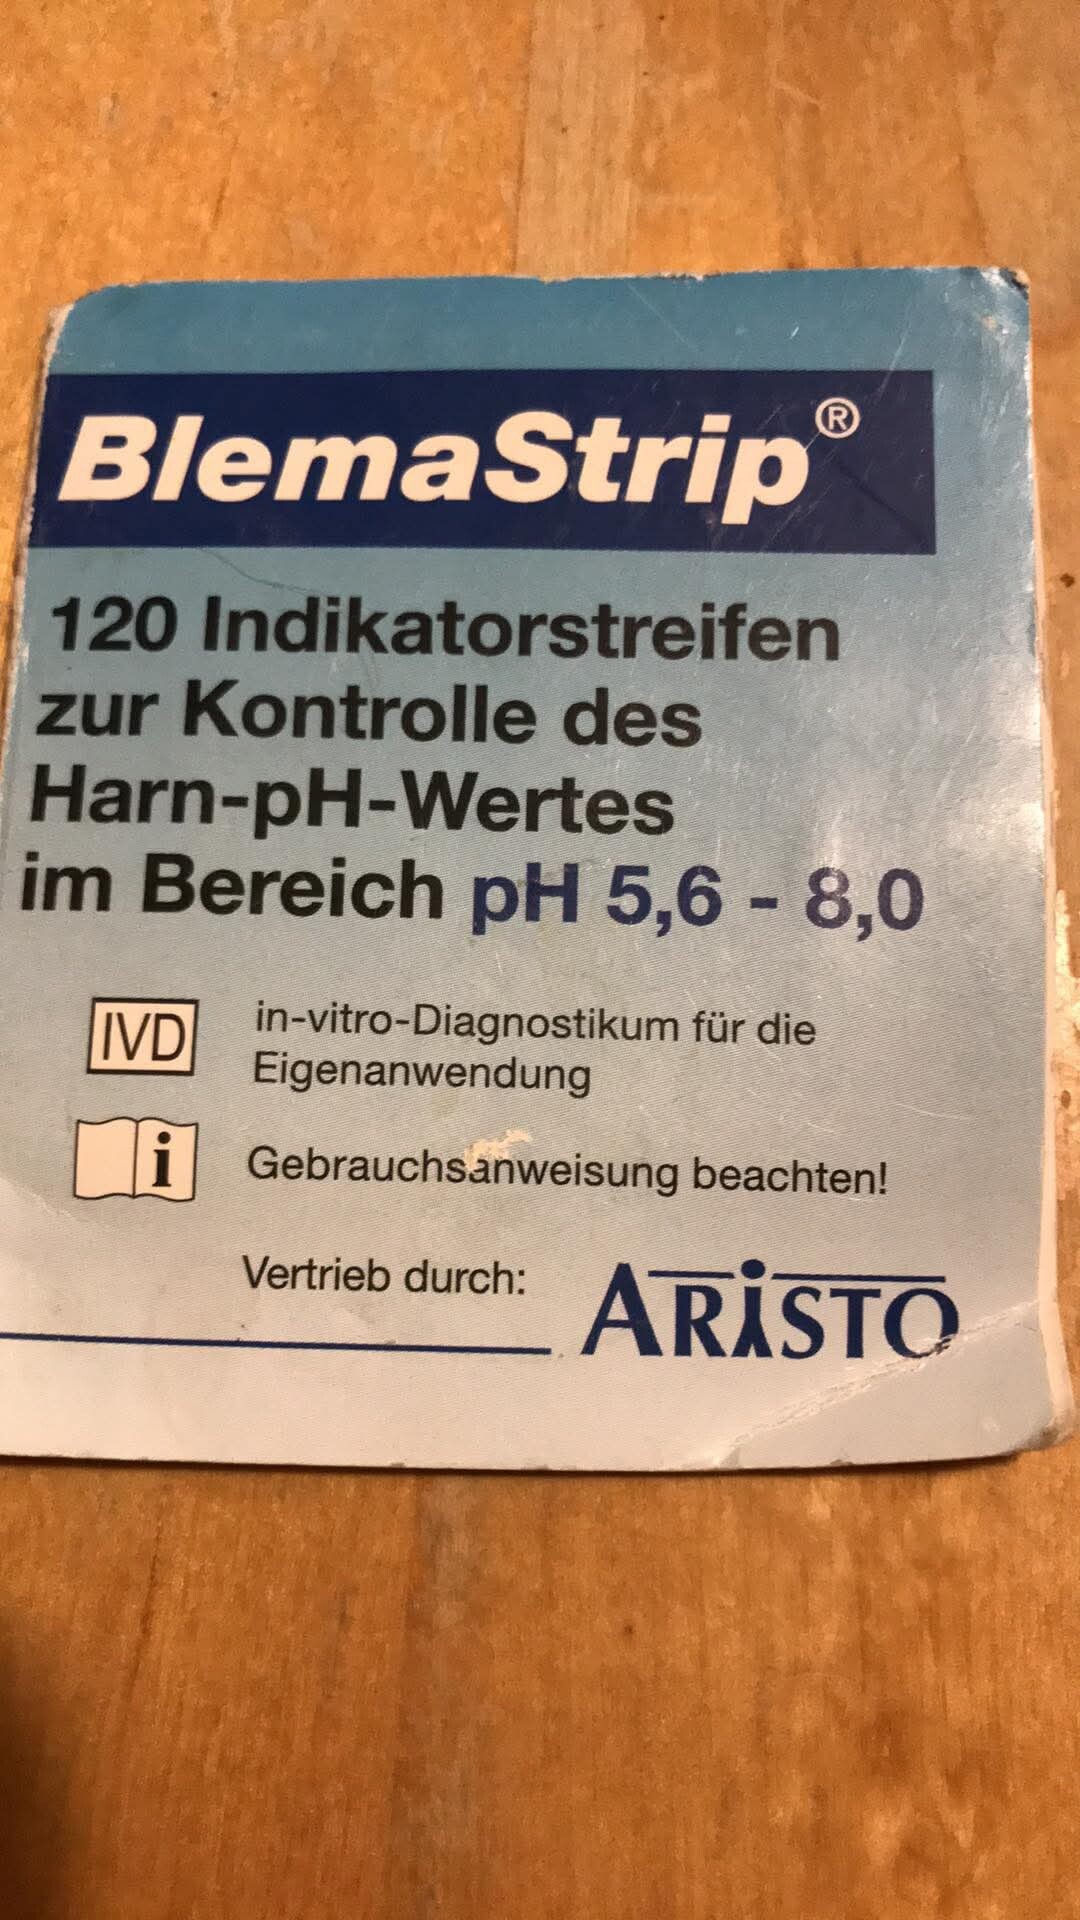 BlemaStrip®
120 Indikatorstreifen
zur Kontrolle des
Harn-pH-Wertes
im Bereich pH 5,6 - 8,0
IVD in-vitro-Diagnostikum für die
Eigenanwendung
i Gebrauchsanweisung beachten!
Vertrieb durch: ARISTO